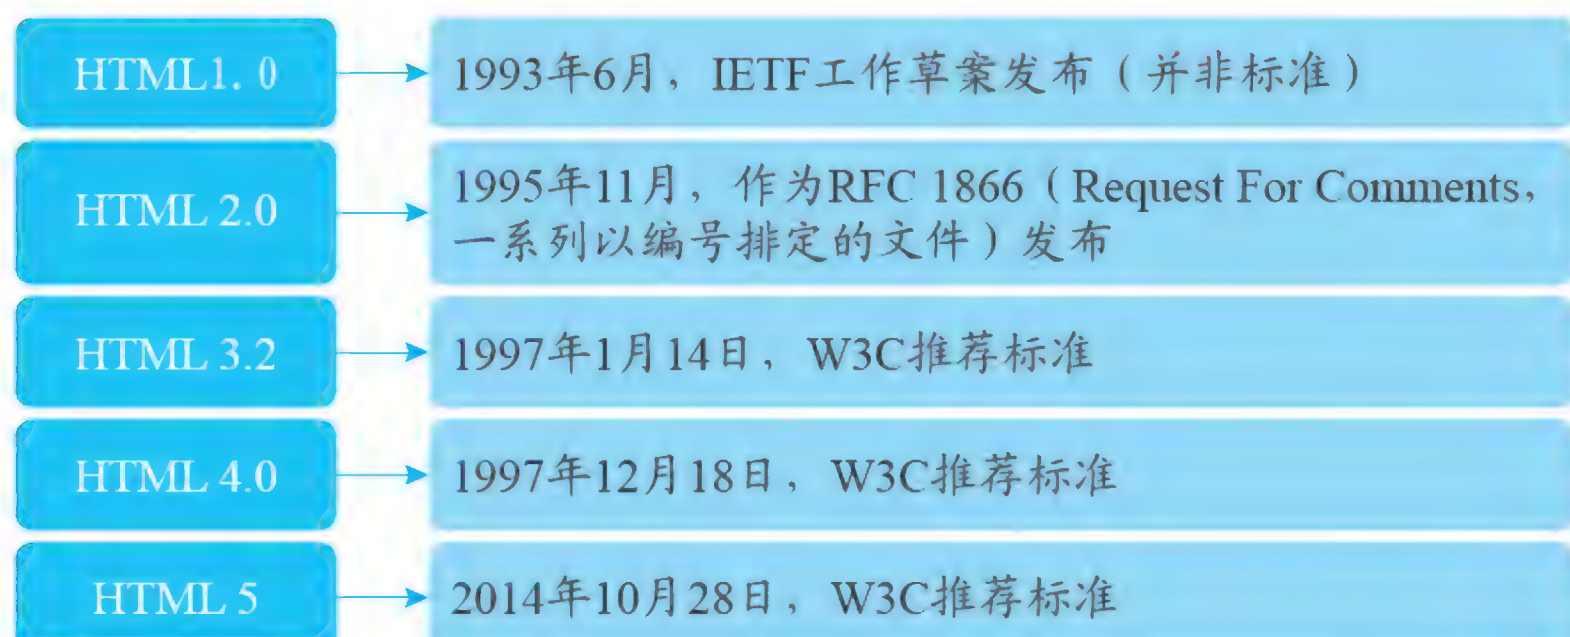 HTML1. 0
1993年6月，IETF工作草案发布（并非标准）
HTML 2.0
1995年11月，作为RFC 1866（Request For Comments，
一系列以编号排定的文件）发布
HTML 3.2
1997年1月14日，W3C推荐标准
HTML 4.0
1997年12月18日，W3C推荐标准
HTML 5
2014年10月28日，W3C推荐标准